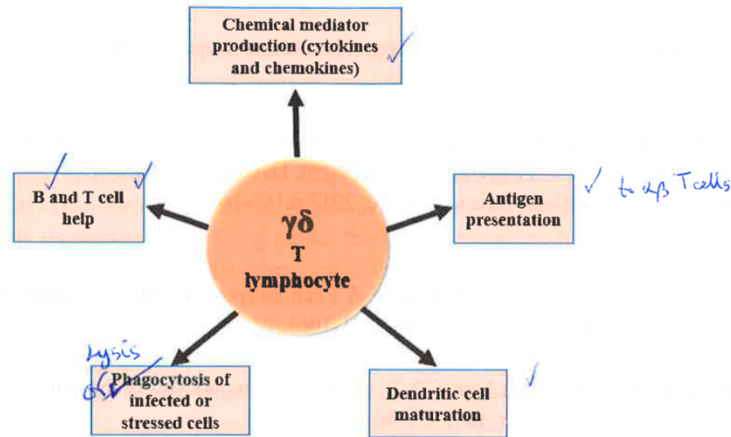 Chemical mediator
production (cytokines
and chemokines)
B and T cell
help
γδ
T
lymphocyte
Antigen
presentation
to αβ T cells
Lysis
of
Phagocytosis of
infected or
stressed cells
Dendritic cell
maturation